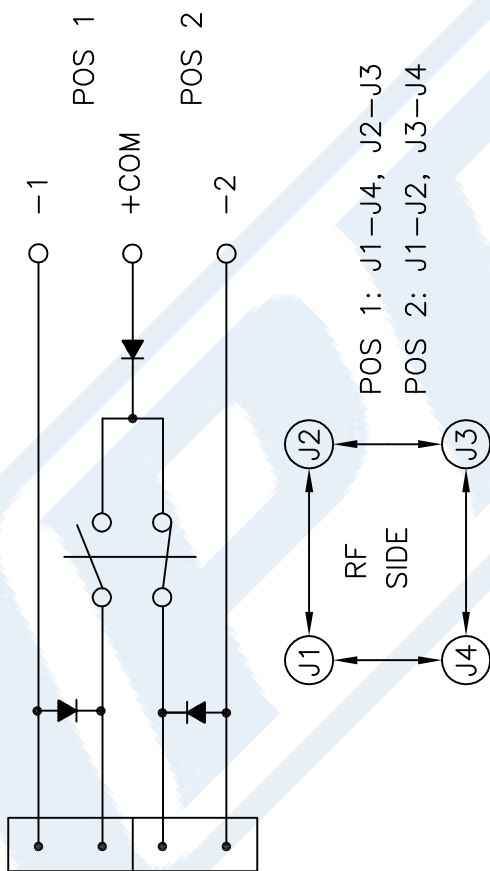 -1
POS 1
+COM
POS 2
-2
J1
J2
RF
SIDE
J4
J3
POS 1: J1-J4, J2-J3
POS 2: J1-J2, J3-J4